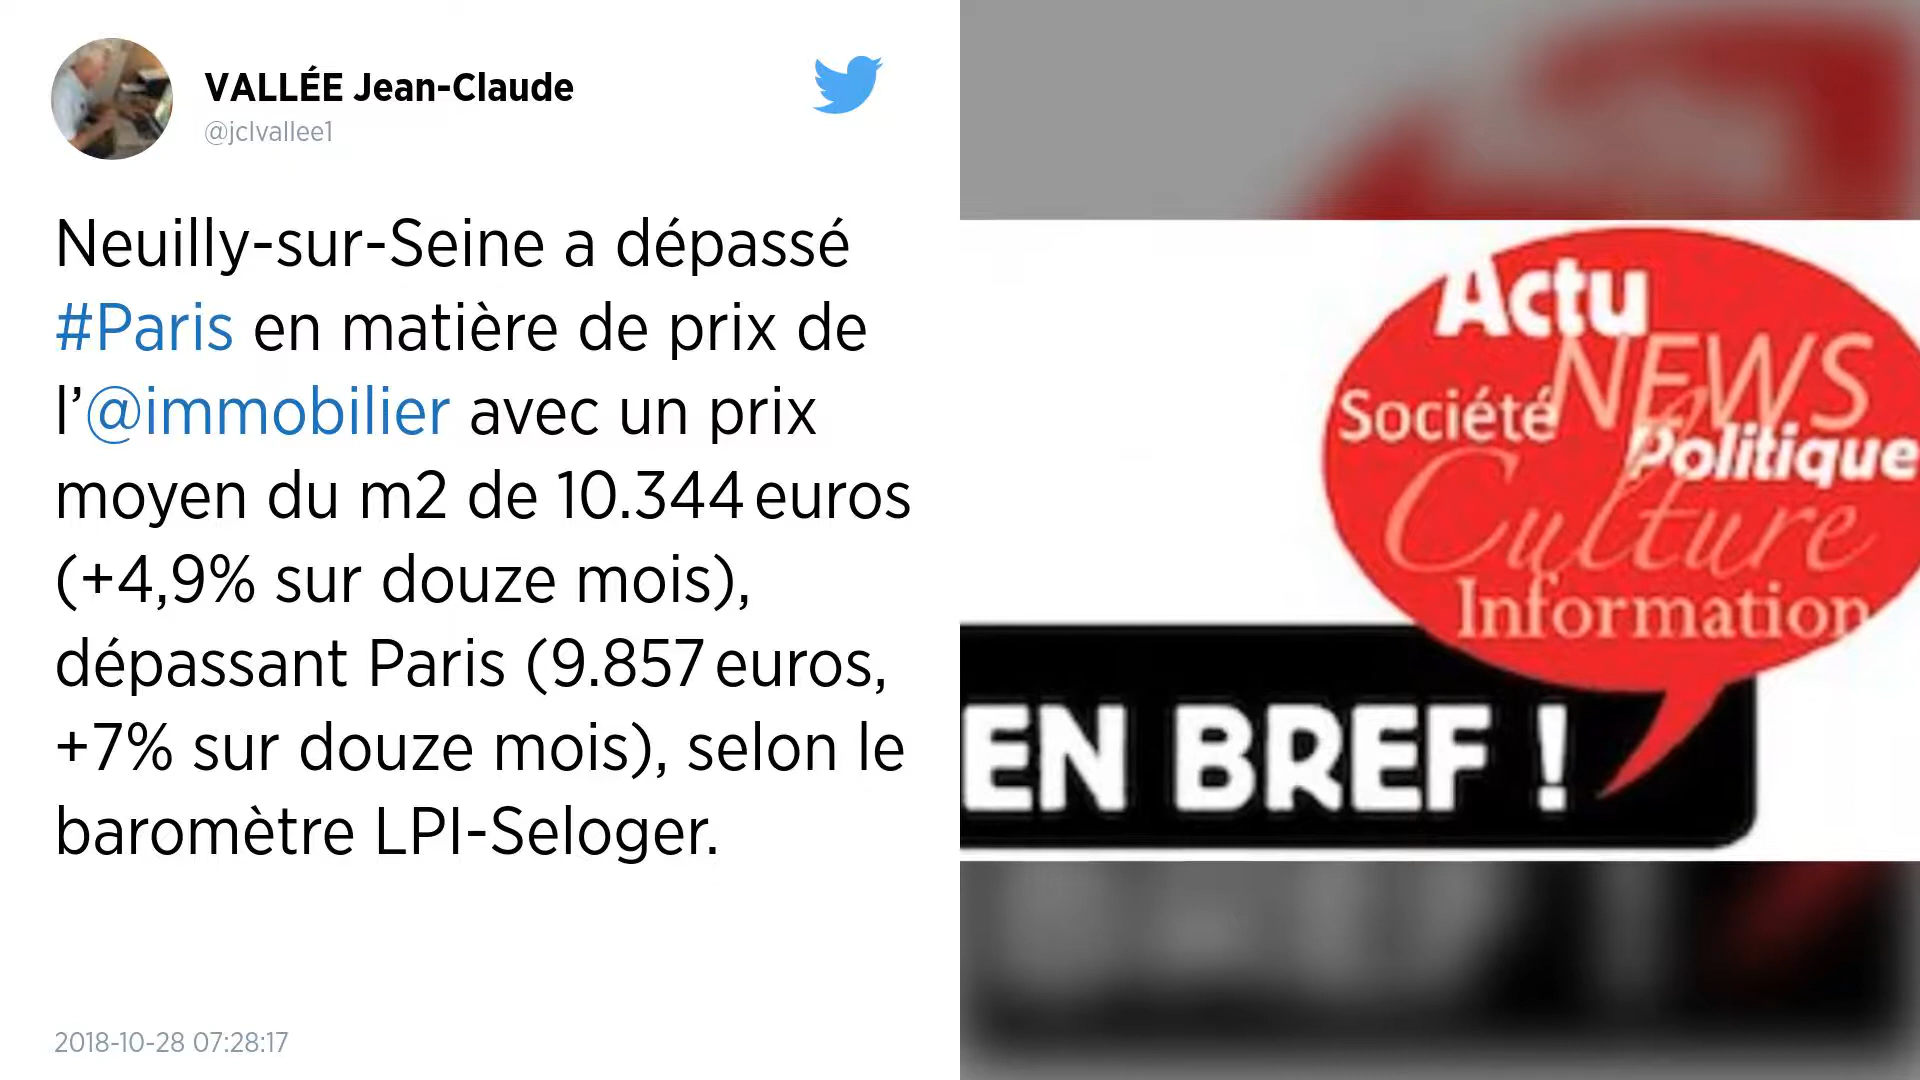 VALLÉE Jean-Claude
@jclvallee1
Neuilly-sur-Seine a dépassé
#Paris en matière de prix de
l’@immobilier avec un prix
moyen du m2 de 10.344 euros
(+4,9% sur douze mois),
dépassant Paris (9.857 euros,
+7% sur douze mois), selon le
baromètre LPI-Seloger.
2018-10-28 07:28:17
Actu
NEWS
Société
Politique
Culture
Information
EN BREF !